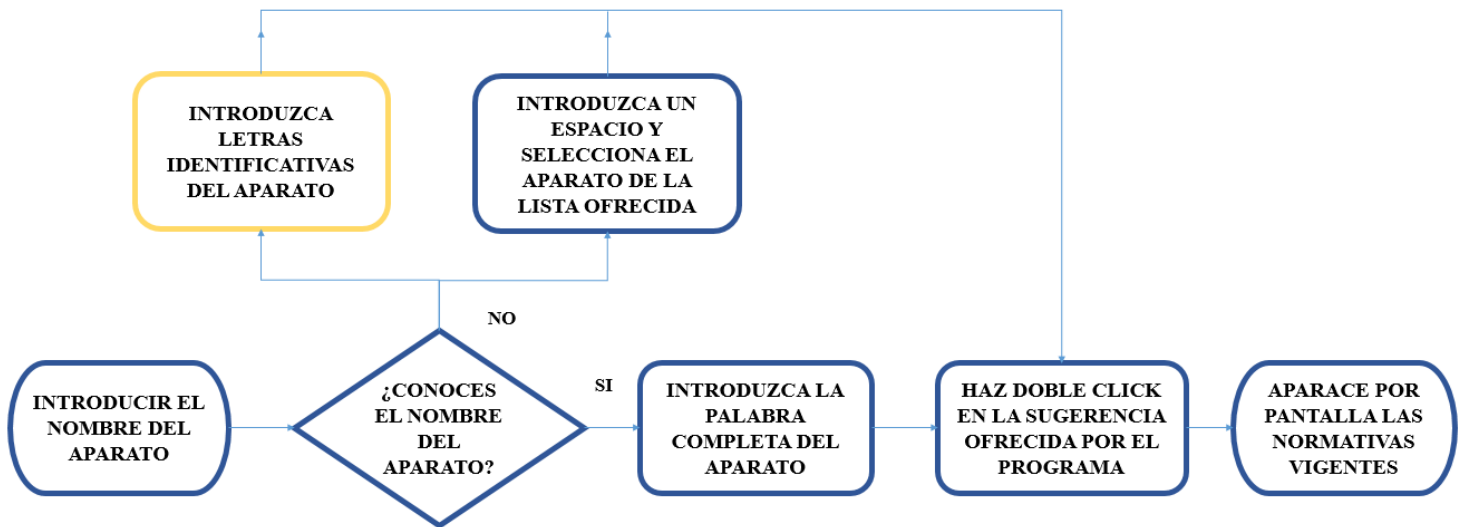 INTRODUZCA
LETRAS
IDENTIFICATIVAS
DEL APARATO
INTRODUZCA UN
ESPACIO Y
SELECCIONA EL
APARATO DE LA
LISTA OFRECIDA
NO
INTRODUCIR EL
NOMBRE DEL
APARATO
¿CONOCES
EL NOMBRE
DEL
APARATO?
SI
INTRODUZCA LA
PALABRA
COMPLETA DEL
APARATO
HAZ DOBLE CLICK
EN LA SUGERENCIA
OFRECIDA POR EL
PROGRAMA
APARACE POR
PANTALLA LAS
NORMATIVAS
VIGENTES